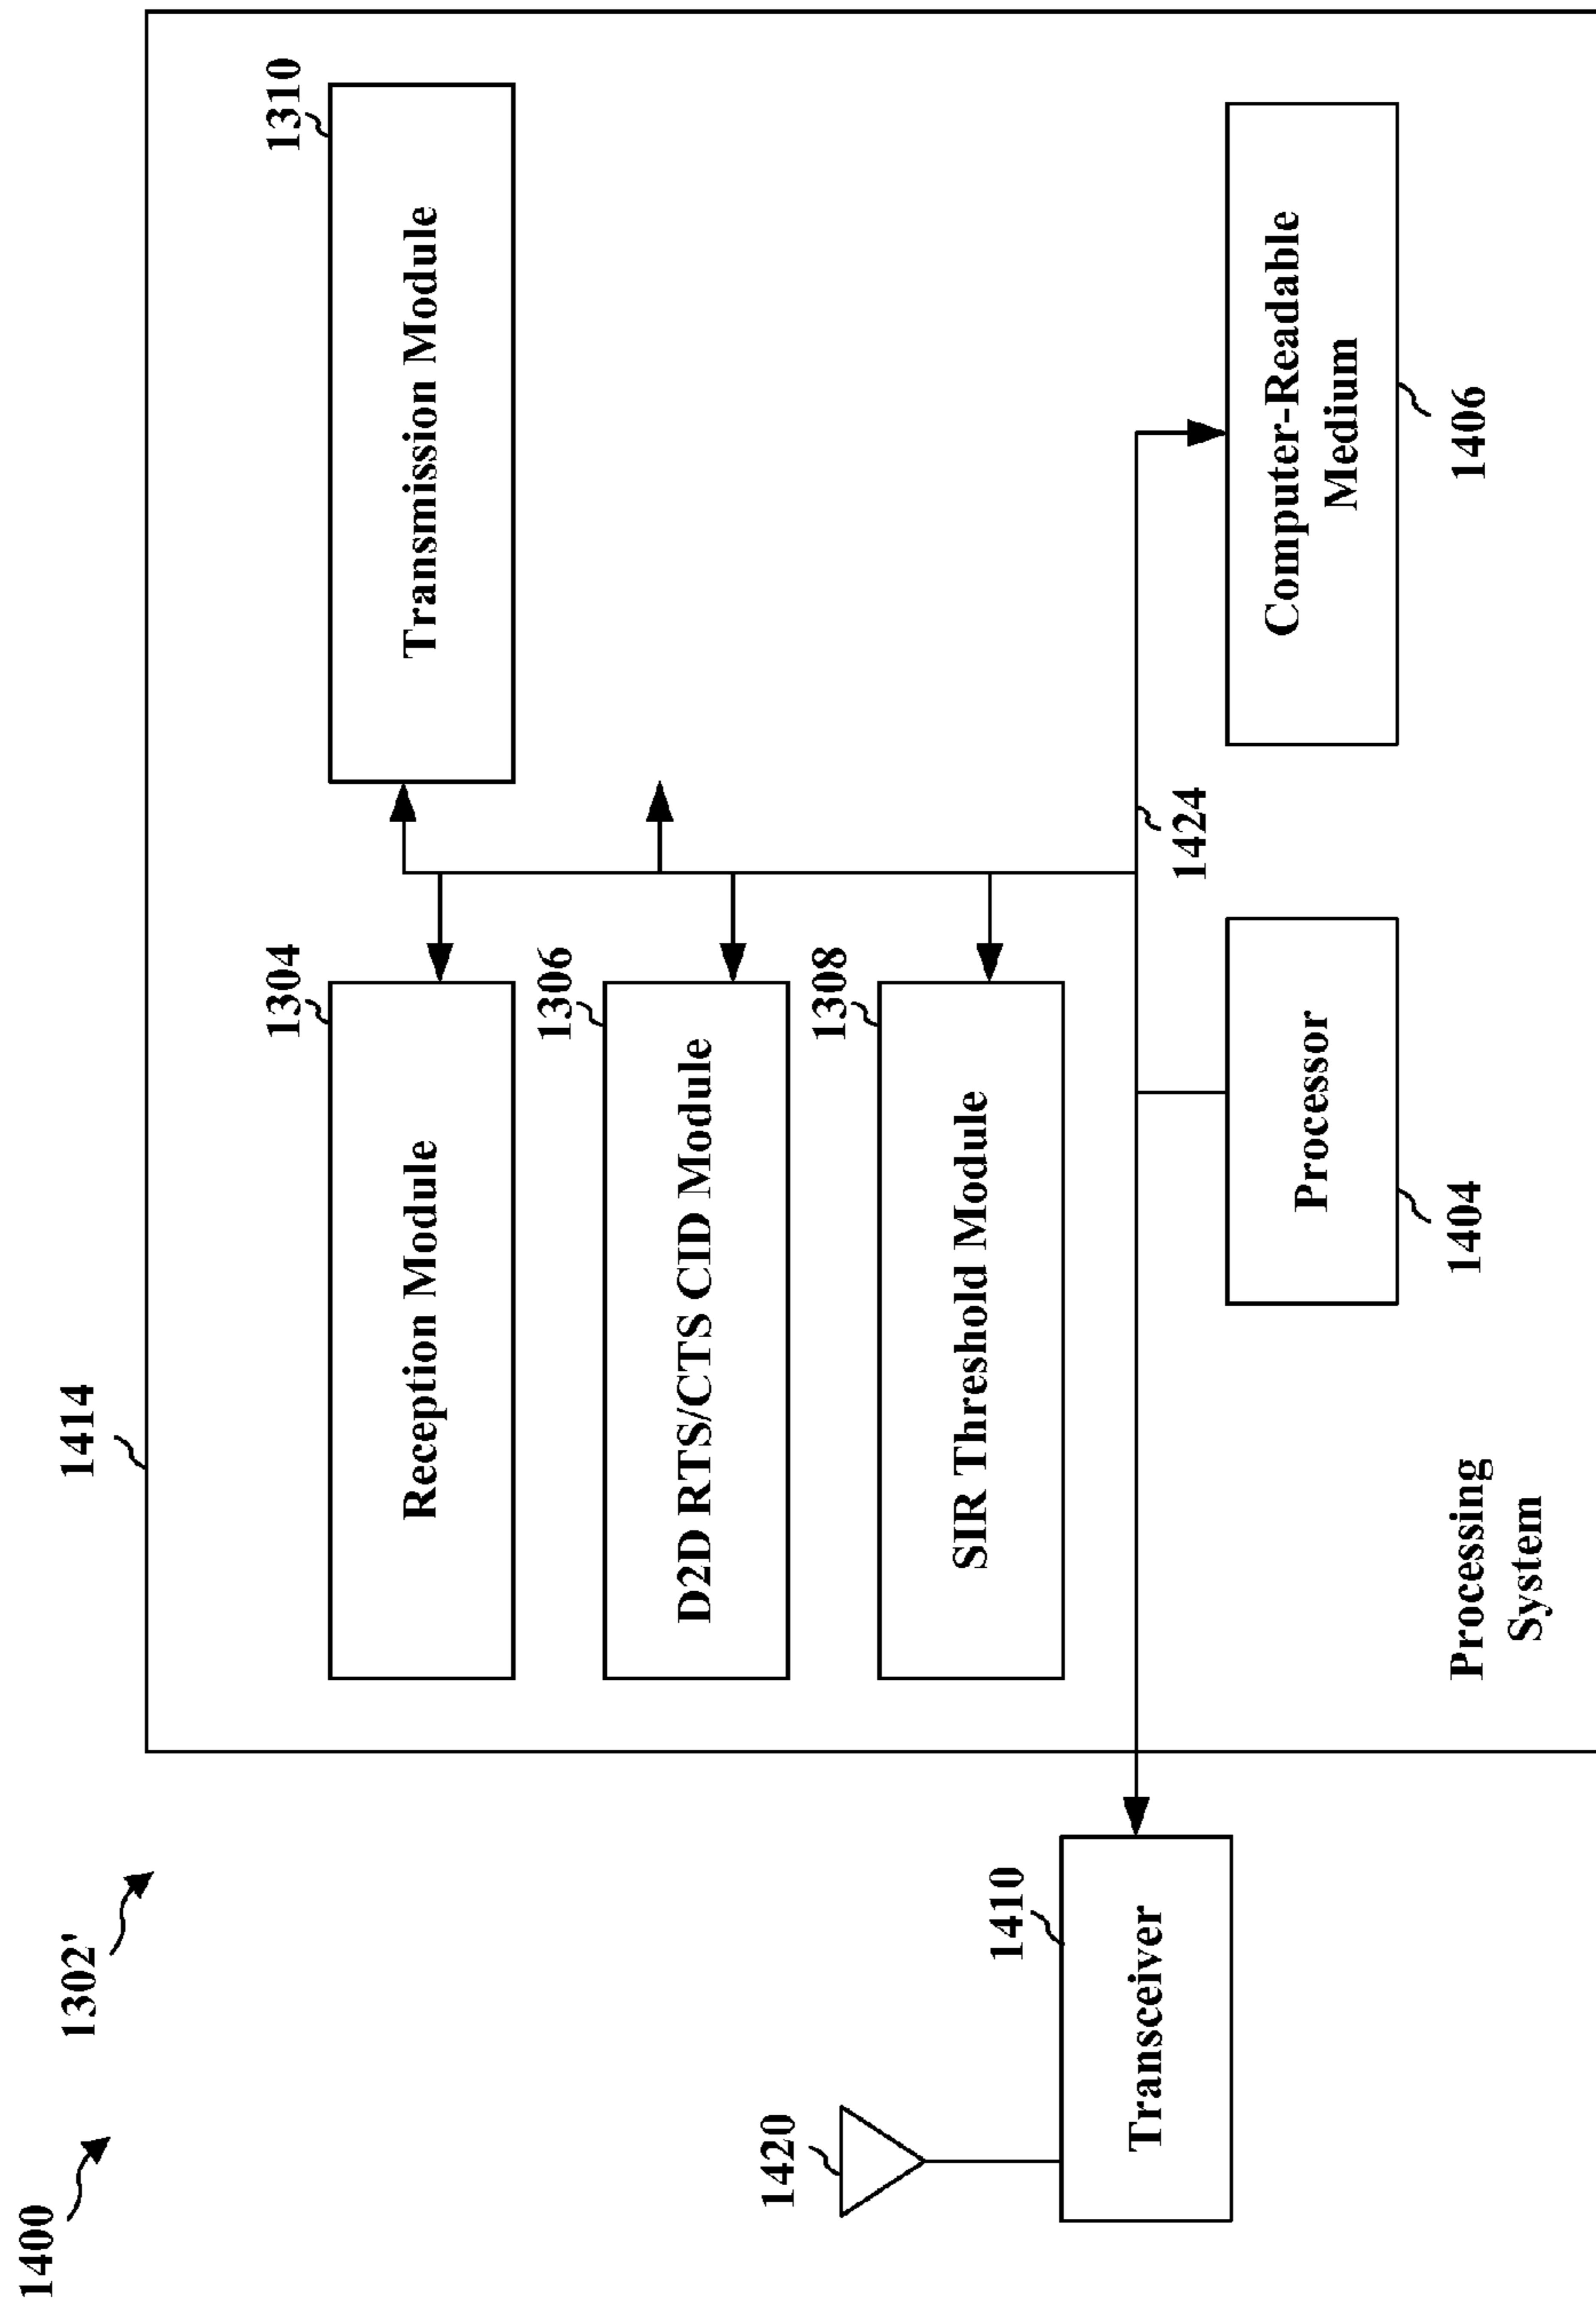 1400
1302'
1414
1304
Reception Module
1310
Transmission Module
1306
D2D RTS/CTS CID Module
1308
SIR Threshold Module
1420
1410
Transceiver
1424
Processor
1404
Computer-Readable
Medium
1406
Processing
System